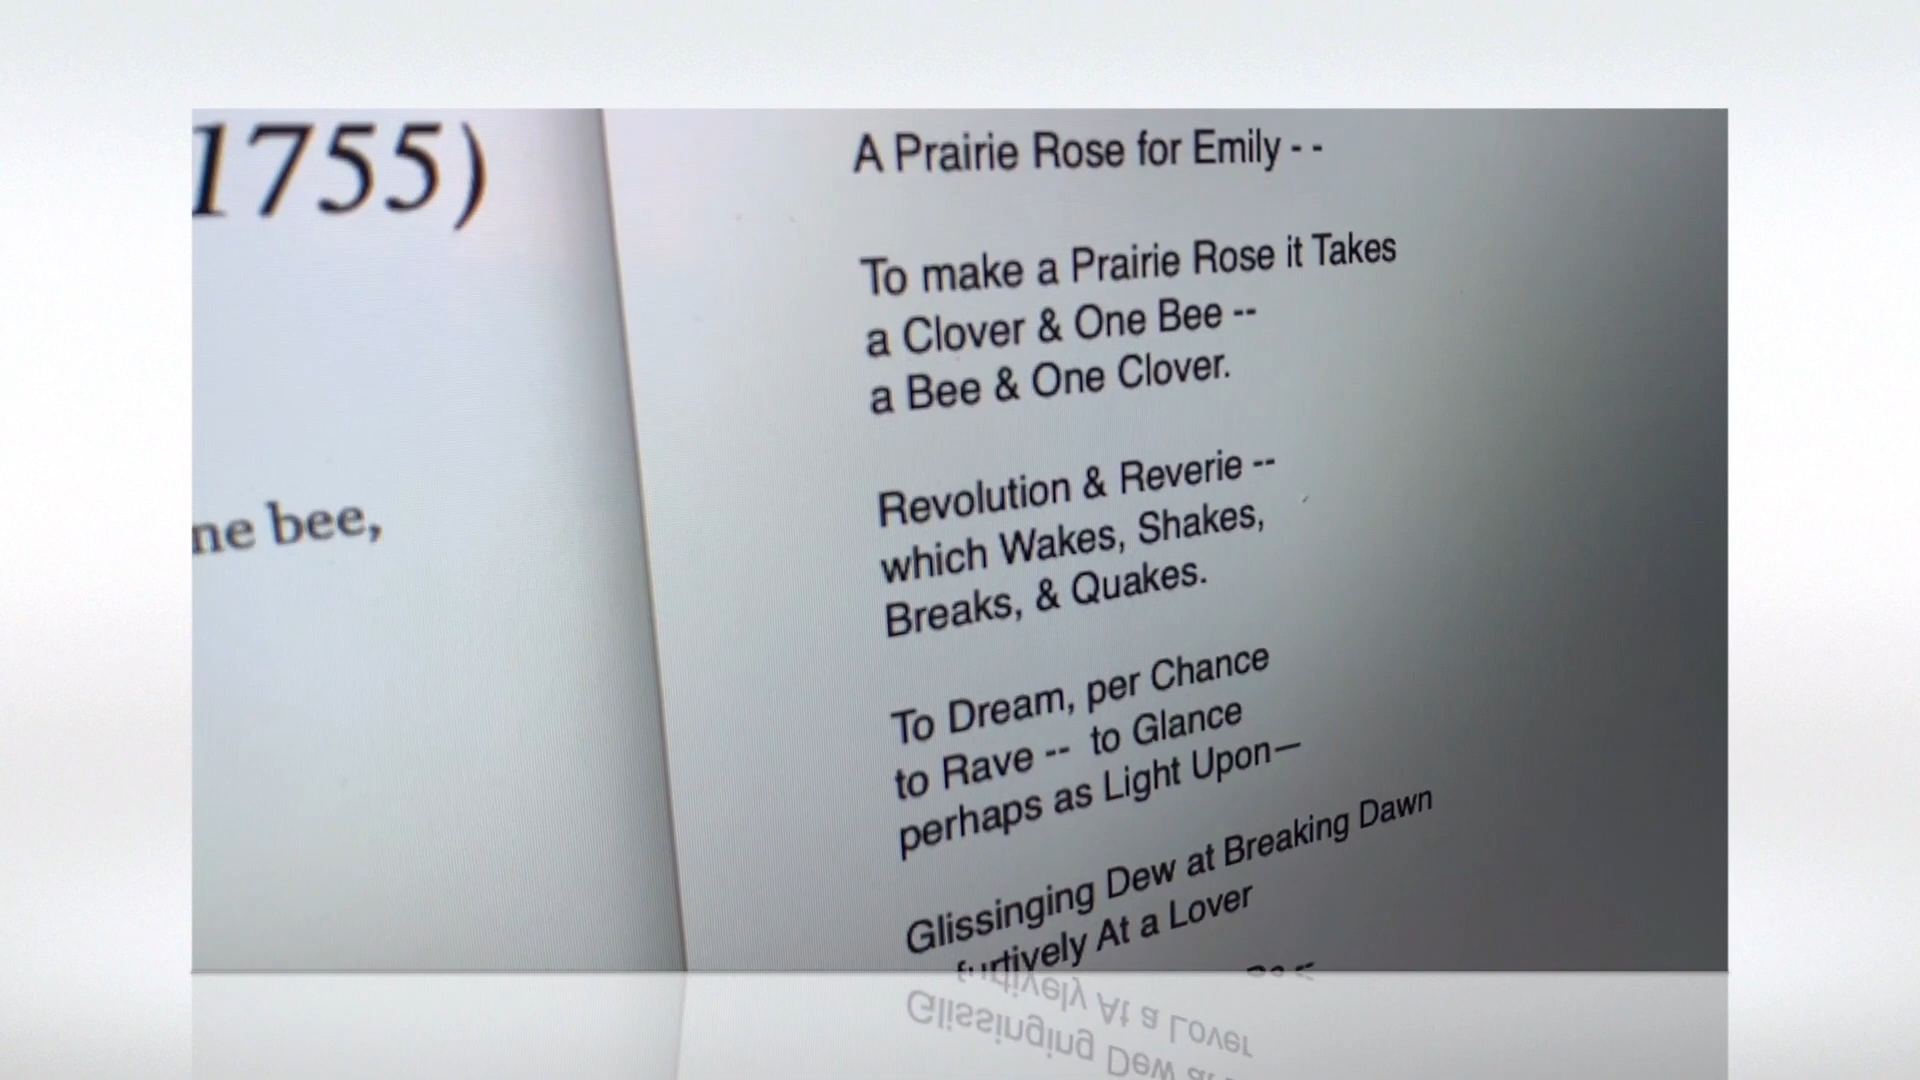 1755)
ne bee,
A Prairie Rose for Emily - -
To make a Prairie Rose it Takes
a Clover & One Bee --
a Bee & One Clover.
Revolution & Reverie --
which Wakes, Shakes,
Breaks, & Quakes.
To Dream, per Chance
to Rave -- to Glance
perhaps as Light Upon—
Glissinging Dew at Breaking Dawn
furtively At a Lover